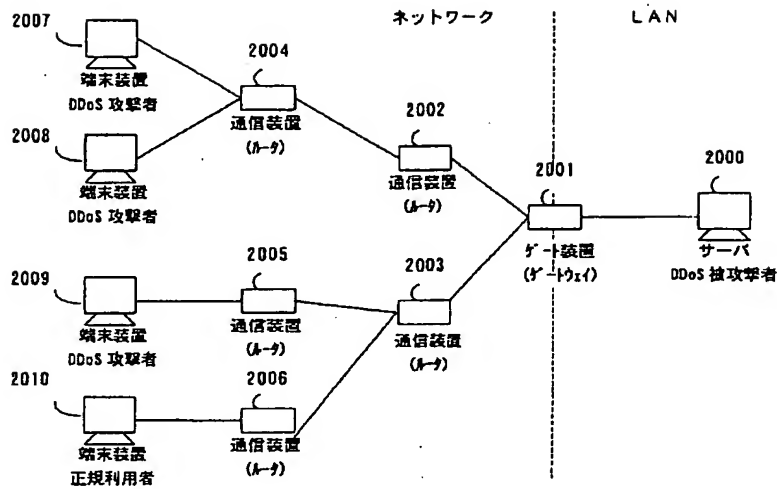 ネットワーク
LAN
2007
端末装置
DDoS 攻撃者
2004
通信装置
(ルータ)
2008
端末装置
DDoS 攻撃者
2002
通信装置
(ルータ)
2001
ゲート装置
(ゲートウェイ)
2000
サーバ
DDoS 被攻撃者
2009
端末装置
DDoS 攻撃者
2005
通信装置
(ルータ)
2003
通信装置
(ルータ)
2010
端末装置
正規利用者
2006
通信装置
(ルータ)